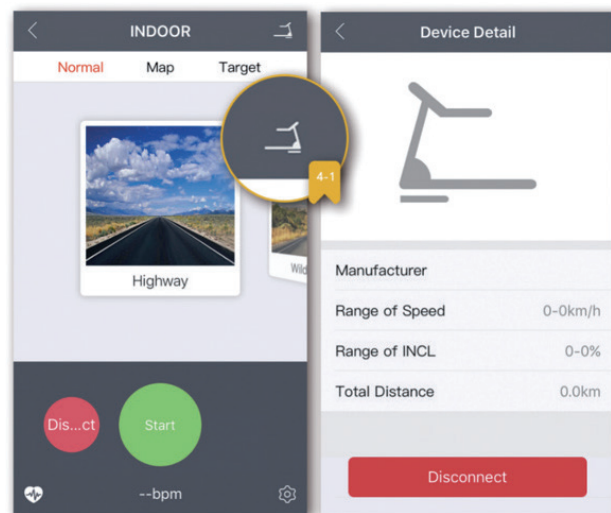 INDOOR
Normal Map Target
4-1
Highway
Wild
Dis...ct
Start
--bpm
Device Detail
Manufacturer
Range of Speed 0-0km/h
Range of INCL 0-0%
Total Distance 0.0km
Disconnect